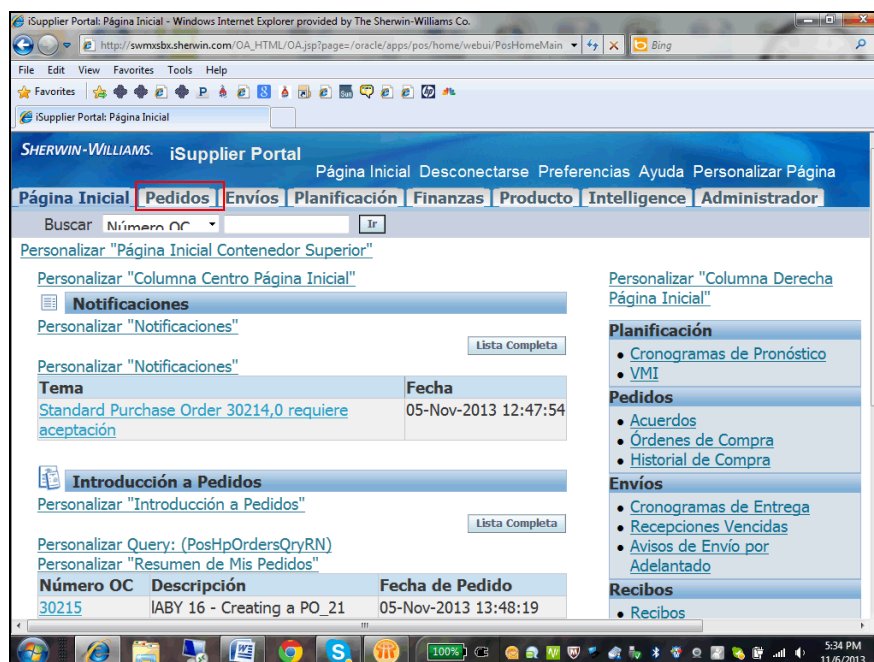 iSupplier Portal: Página Inicial - Windows Internet Explorer provided by The Sherwin-Williams Co.
http://swmxsbx.sherwin.com/OA_HTML/OA.jsp?page=/oracle/apps/pos/home/webui/PosHomeMain
Bing
File Edit View Favorites Tools Help
Favorites
iSupplier Portal: Página Inicial
SHERWIN-WILLIAMS. iSupplier Portal
Página Inicial Desconectarse Preferencias Ayuda Personalizar Página
Página Inicial Pedidos Envíos Planificación Finanzas Producto Intelligence Administrador
Buscar Número OC Ir
Personalizar "Página Inicial Contenedor Superior"
Personalizar "Columna Centro Página Inicial"
Notificaciones
Personalizar "Notificaciones"
Lista Completa
Personalizar "Notificaciones"
Tema Fecha
Standard Purchase Order 30214,0 requiere 05-Nov-2013 12:47:54
aceptación
Introducción a Pedidos
Personalizar "Introducción a Pedidos"
Lista Completa
Personalizar Query: (PosHpOrdersQryRN)
Personalizar "Resumen de Mis Pedidos"
Número OC Descripción Fecha de Pedido
30215 IABY 16 - Creating a PO_21 05-Nov-2013 13:48:19
Personalizar "Columna Derecha
Página Inicial"
Planificación
Cronogramas de Pronóstico
VMI
Pedidos
Acuerdos
Órdenes de Compra
Historial de Compra
Envíos
Cronogramas de Entrega
Recepciones Vencidas
Avisos de Envío por
Adelantado
Recibos
Recibos
100%
5:34 PM
11/6/2013